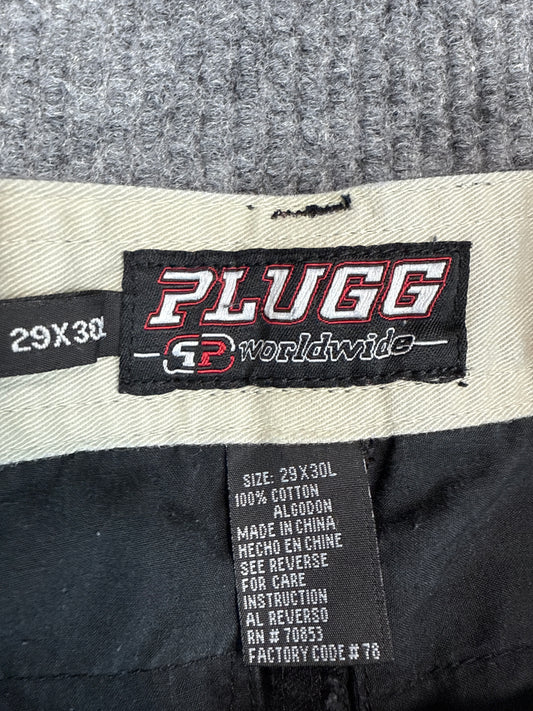 PLUGG
29X30
worldwide
SIZE: 29X30L
100% COTTON
ALGODON
MADE IN CHINA
HECHO EN CHINE
SEE REVERSE
FOR CARE
INSTRUCTION
AL REVERSO
RN # 70853
FACTORY CODE # 78